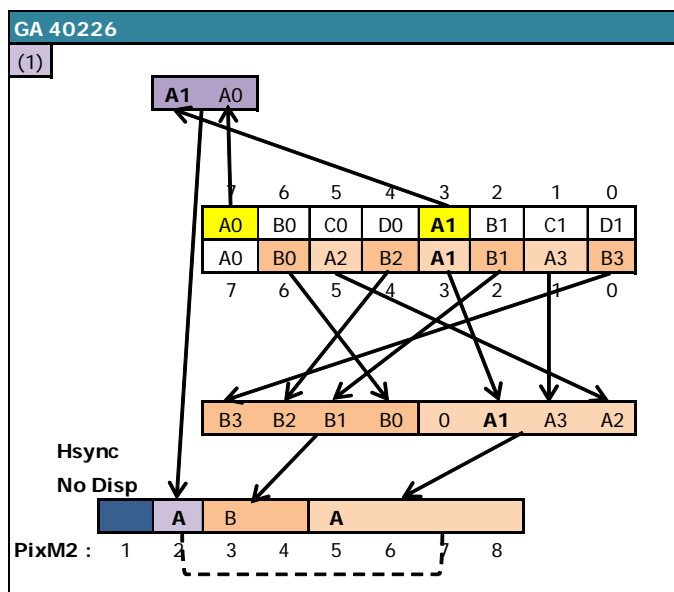 GA 40226
(1)
A1 A0
7 6 5 4 3 2 1 0
A0 B0 C0 D0 A1 B1 C1 D1
A0 B0 A2 B2 A1 B1 A3 B3
7 6 5 4 3 2 1 0
B3 B2 B1 B0 0 A1 A3 A2
Hsync
No Disp
A B A
PixM2 : 1 2 3 4 5 6 7 8